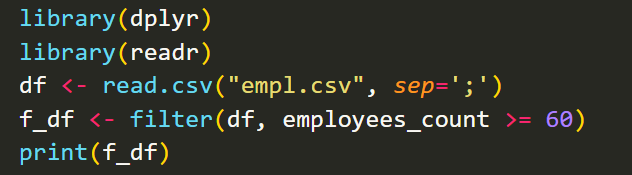 library(dplyr)
library(readr)
df <- read.csv("empl.csv", sep=';')
f_df <- filter(df, employees_count >= 60)
print(f_df)